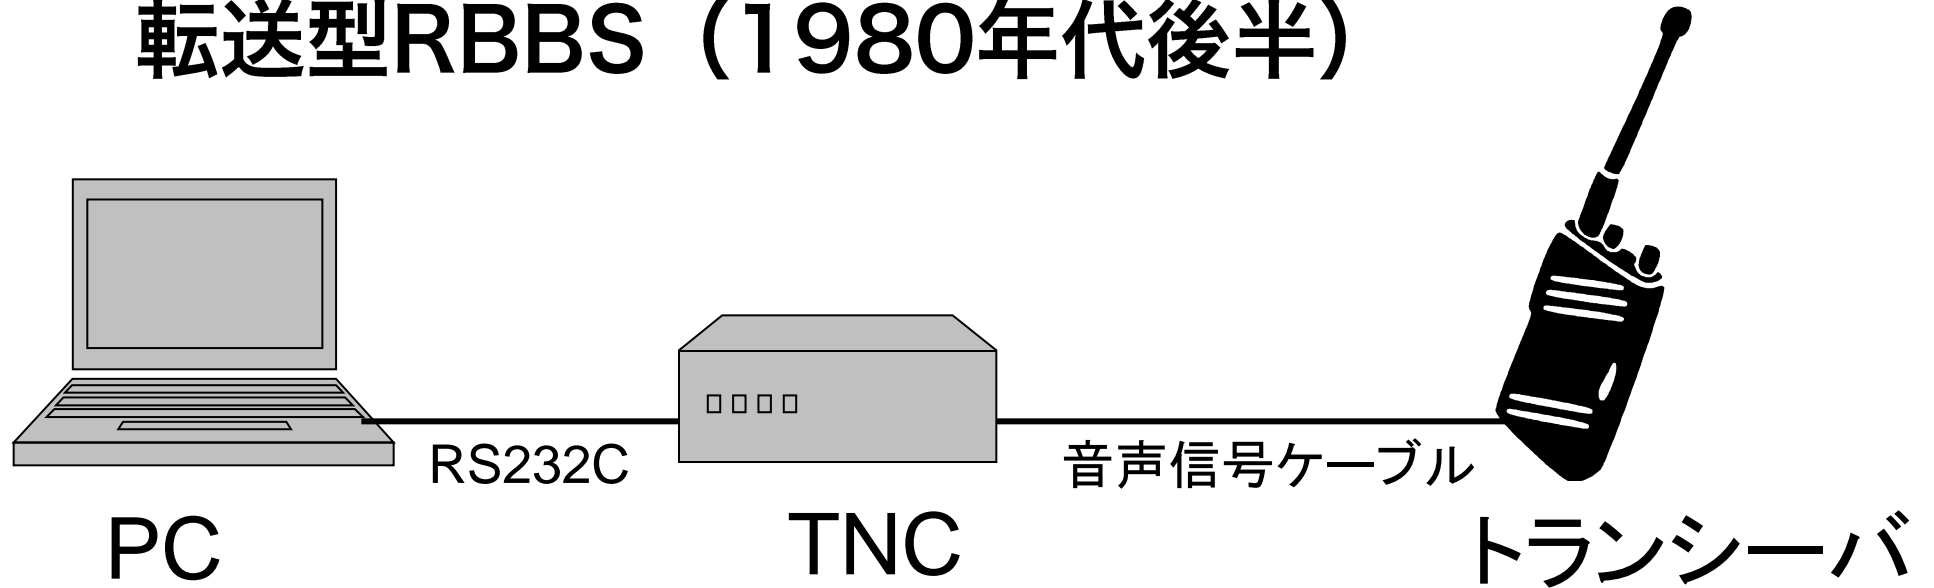 転送型RBBS（1980年代後半）
RS232C
音声信号ケーブル
PC
TNC
トランシーバ